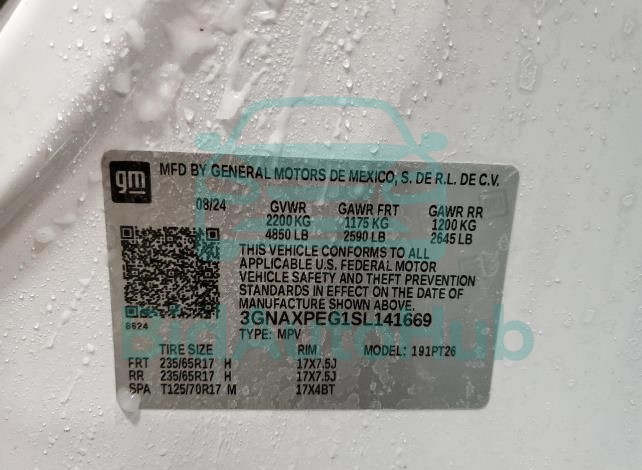 gm
MFD BY GENERAL MOTORS DE MEXICO, S. DE R.L. DE C.V.
08/24 GVWR GAWR FRT GAWR RR
2200 KG 1175 KG 1200 KG
4850 LB 2590 LB 2645 LB
THIS VEHICLE CONFORMS TO ALL
APPLICABLE U.S. FEDERAL MOTOR
VEHICLE SAFETY AND THEFT PREVENTION
STANDARDS IN EFFECT ON THE DATE
OF MANUFACTURE SHOWN ABOVE.
8624 3GNAXPEG1SL141669
TYPE: MPV
TIRE SIZE RIM MODEL: 191PT26
FRT 235/65R17 H 17X7.5J
RR 235/65R17 H 17X7.5J
SPA T125/70R17 M 17X4BT
BidAutoHub